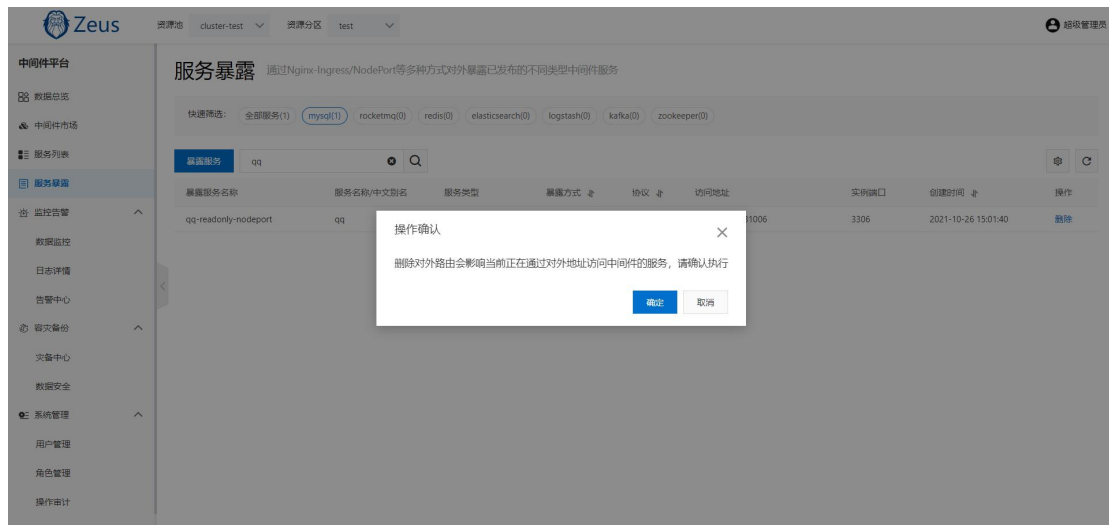 Zeus 资源池 cluster-test 资源分区 test 超级管理员
中间件平台
数据总览
中间件市场
服务列表
服务暴露
监控告警
数据监控
日志详情
告警中心
容灾备份
灾备中心
数据安全
系统管理
用户管理
角色管理
操作审计
服务暴露 通过Nginx-Ingress/NodePort等多种方式对外暴露已发布的不同类型中间件服务
快速筛选: 全部服务(1) mysql(1) rocketmq(0) redis(0) elasticsearch(0) logstash(0) kafka(0) zookeeper(0)
暴露服务 qq
暴露服务名称 服务名称/中文别名 服务类型 暴露方式 协议 访问地址 实例端口 创建时间 操作
qq-readonly-nodeport qq 31006 3306 2021-10-26 15:01:40 删除
操作确认
删除对外路由会影响当前正在通过对外地址访问中间件的服务，请确认执行
确定 取消